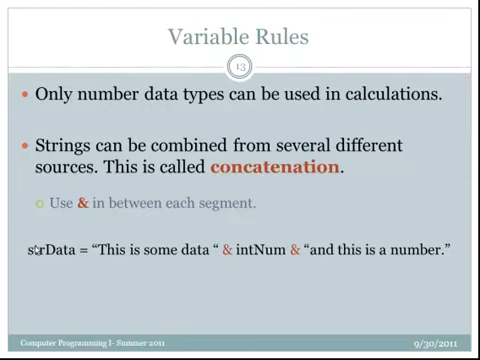 Variable Rules
13
Only number data types can be used in calculations.
Strings can be combined from several different
sources. This is called concatenation.
Use & in between each segment.
strData = “This is some data “ & intNum & “and this is a number.”
Computer Programming I- Summer 2011
9/30/2011